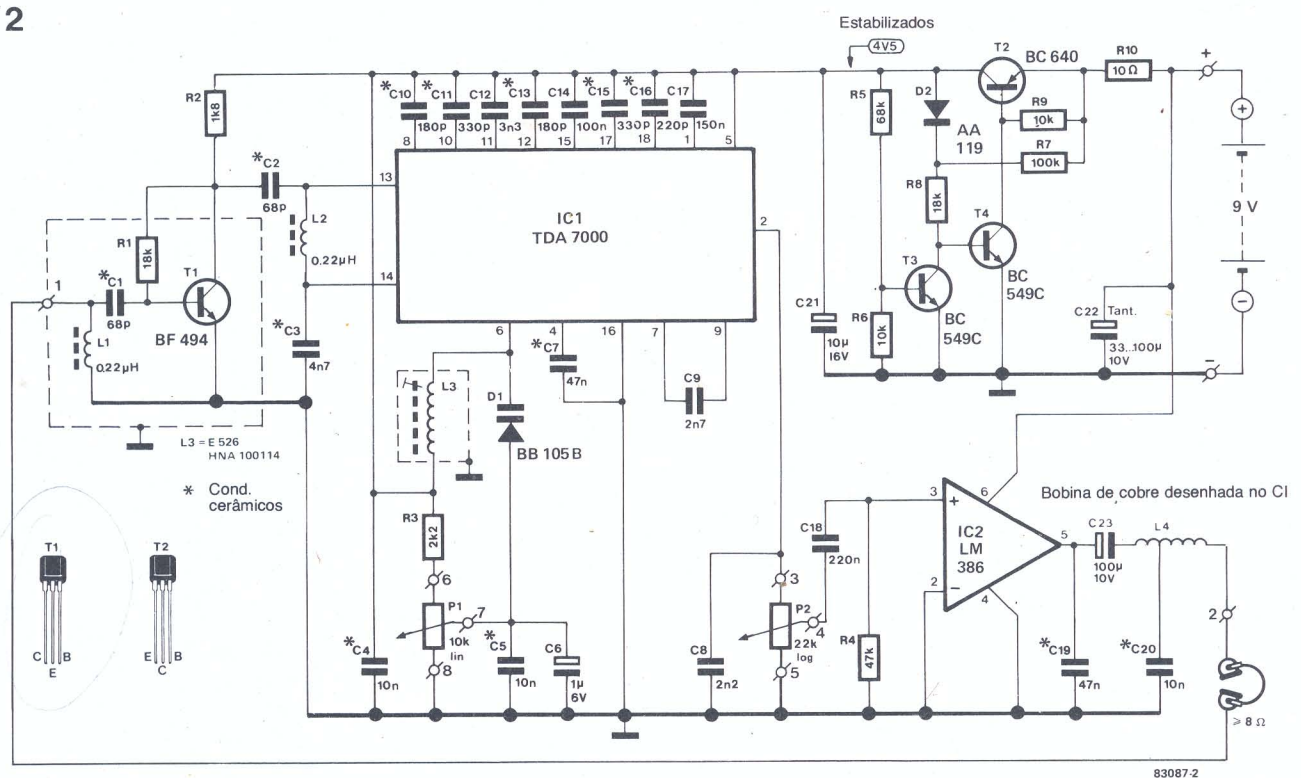 2
Estabilizados
4V5
T2
BC 640
R10
10 Ω
+
R2
1k8
*C10
180p
*C11
330p
C12
3n3
*C13
180p
C14
100n
*C15
330p
*C16
220p
C17
150n
8
10
11
12
15
17
18
1
5
R5
68k
D2
AA
119
R9
10k
R7
100k
+
9 V
−
*C2
68p
13
L2
0.22µH
14
IC1
TDA 7000
2
R8
18k
T4
BC
549C
T3
BC
549C
R1
18k
1
*C1
68p
T1
BF 494
L1
0.22µH
*C3
4n7
6
4
16
7
9
*C7
47n
C9
2n7
C21
10µ
16V
R6
10k
C22
Tant.
33...100µ
10V
−
L3
D1
BB 105B
L3 = E 526
HNA 100114
* Cond.
cerâmicos
R3
2k2
6
P1
10k
lin
7
8
*C4
10n
*C5
10n
C6
1µ
6V
C8
2n2
3
P2
22k
log
4
5
C18
220n
R4
47k
3
+
2
−
6
IC2
LM
386
4
5
Bobina de cobre desenhada no CI
C23
100µ
10V
L4
*C19
47n
*C20
10n
2
≥ 8 Ω
T1
C
E
B
T2
E
C
B
83087-2